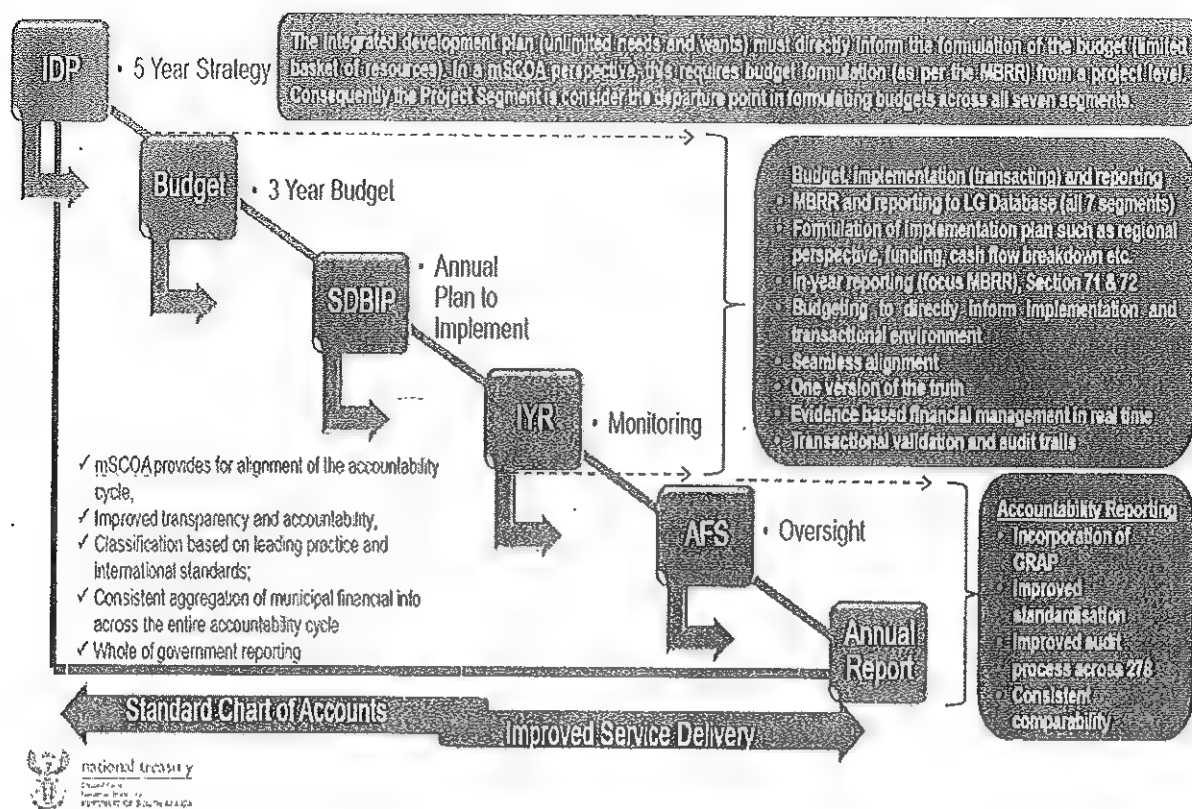 The integrated development plan (unlimited needs and wants) must directly inform the formulation of the budget (limited
basket of resources). In a mSCOA perspective, this requires budget formulation (as per the MBRR) from a project level.
Consequently the Project Segment is consider the departure point in formulating budgets across all seven segments.
IDP
• 5 Year Strategy
Budget
• 3 Year Budget
SDBIP
• Annual
Plan to
Implement
IYR
• Monitoring
AFS
• Oversight
Annual
Report
Budget implementation (transacting) and reporting
• MBRR and reporting to LG Database (all 7 segments)
• Formulation of implementation plan such as regional
perspective, funding, cash flow breakdown etc.
• In-year reporting (focus MBRR), Section 71 & 72
• Budgeting to directly inform implementation and
transactional environment
• Seamless alignment
• One version of the truth
• Evidence based financial management in real time
• Transactional validation and audit trails
✓ mSCOA provides for alignment of the accountability
cycle,
✓ Improved transparency and accountability,
✓ Classification based on leading practice and
international standards;
✓ Consistent aggregation of municipal financial info
across the entire accountability cycle
✓ Whole of government reporting
Accountability Reporting
• Incorporation of
GRAP
• Improved
standardisation
• Improved audit
process across 278
• Consistent
comparability
Standard Chart of Accounts
Improved Service Delivery
national treasury
REPUBLIC OF SOUTH AFRICA